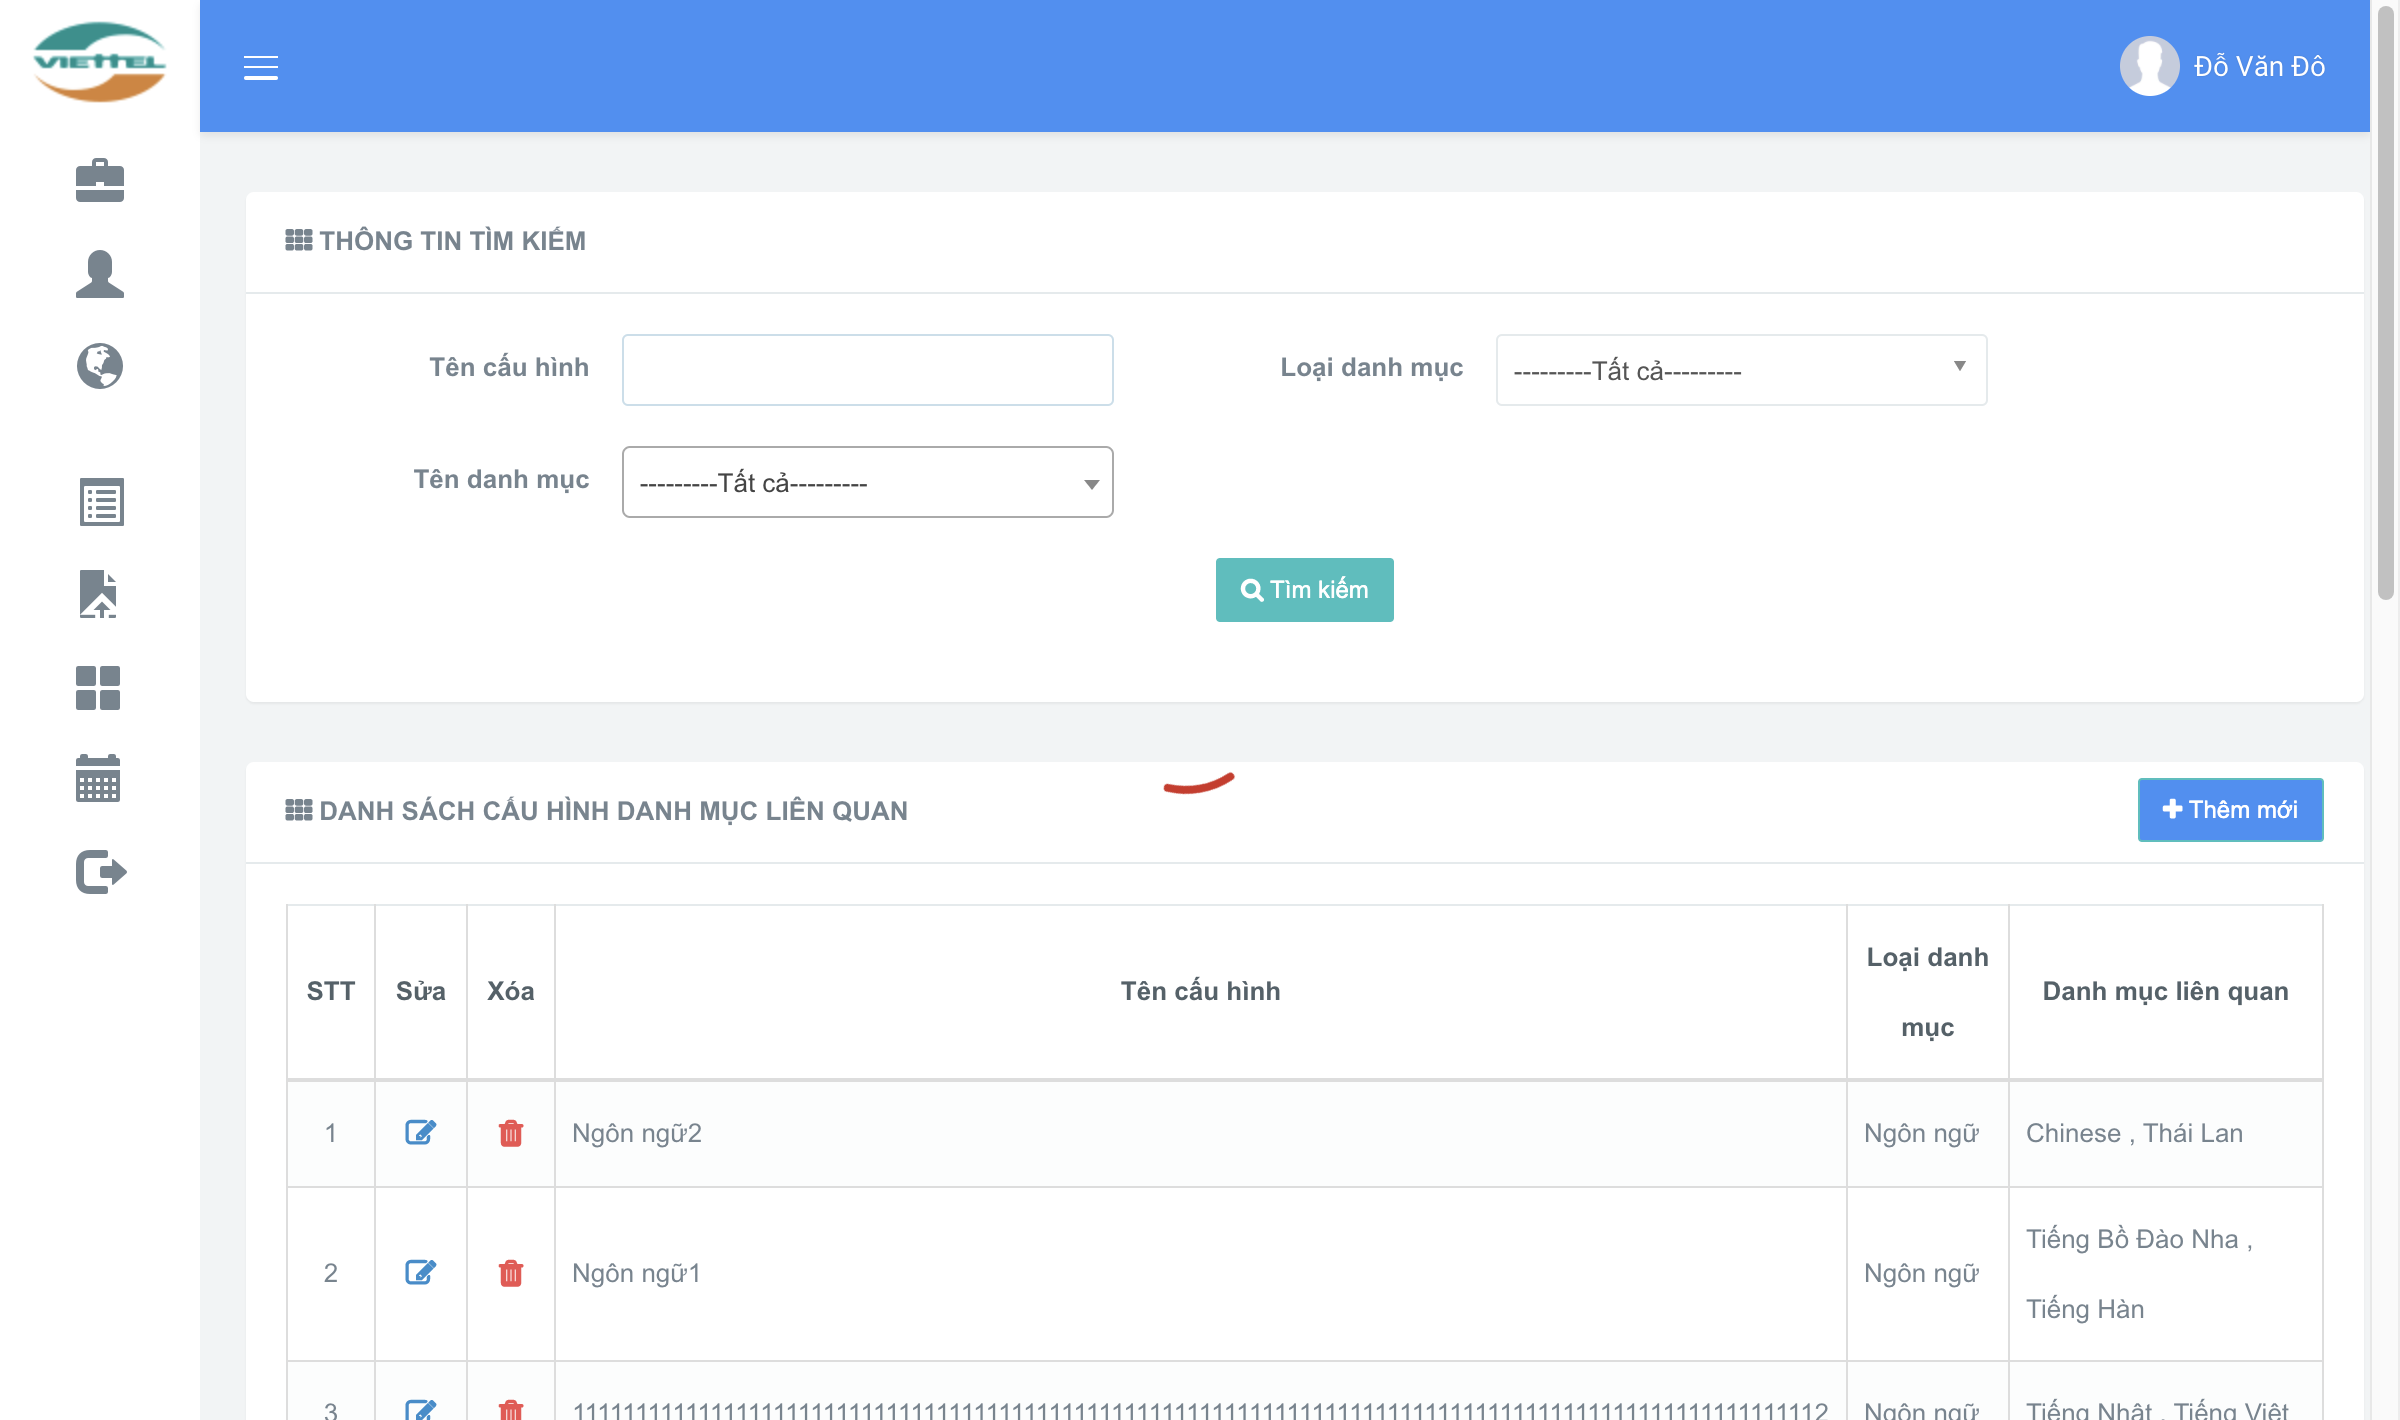 VIETTEL
Đỗ Văn Đô
THÔNG TIN TÌM KIẾM
Tên cấu hình
Loại danh mục
---------Tất cả---------
Tên danh mục
---------Tất cả---------
Tìm kiếm
DANH SÁCH CẤU HÌNH DANH MỤC LIÊN QUAN
Thêm mới
STT Sửa Xóa Tên cấu hình Loại danh mục Danh mục liên quan
1 Ngôn ngữ2 Ngôn ngữ Chinese , Thái Lan
2 Ngôn ngữ1 Ngôn ngữ Tiếng Bồ Đào Nha ,
Tiếng Hàn
3 Ngôn ngữ Tiếng Nhật , Tiếng Việt